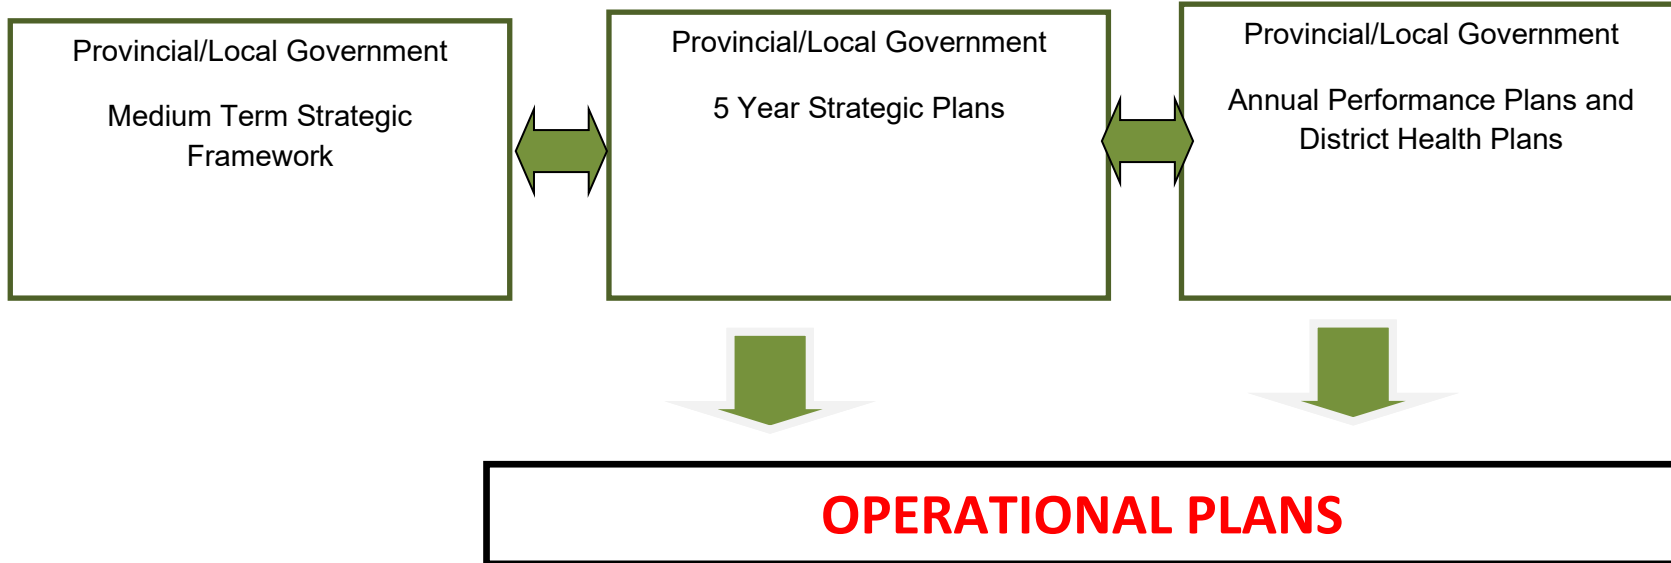 Provincial/Local Government
Medium Term Strategic
Framework
Provincial/Local Government
5 Year Strategic Plans
Provincial/Local Government
Annual Performance Plans and
District Health Plans
OPERATIONAL PLANS